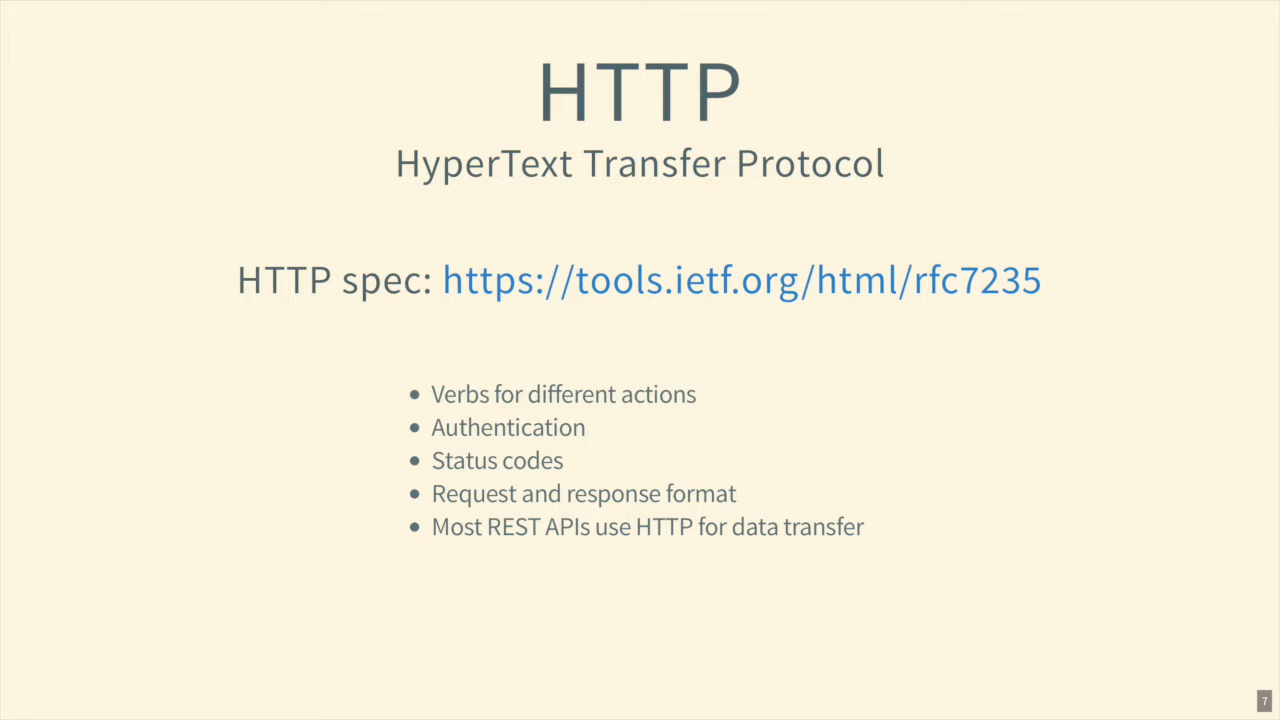 HTTP
HyperText Transfer Protocol
HTTP spec: https://tools.ietf.org/html/rfc7235
• Verbs for different actions
• Authentication
• Status codes
• Request and response format
• Most REST APIs use HTTP for data transfer
7